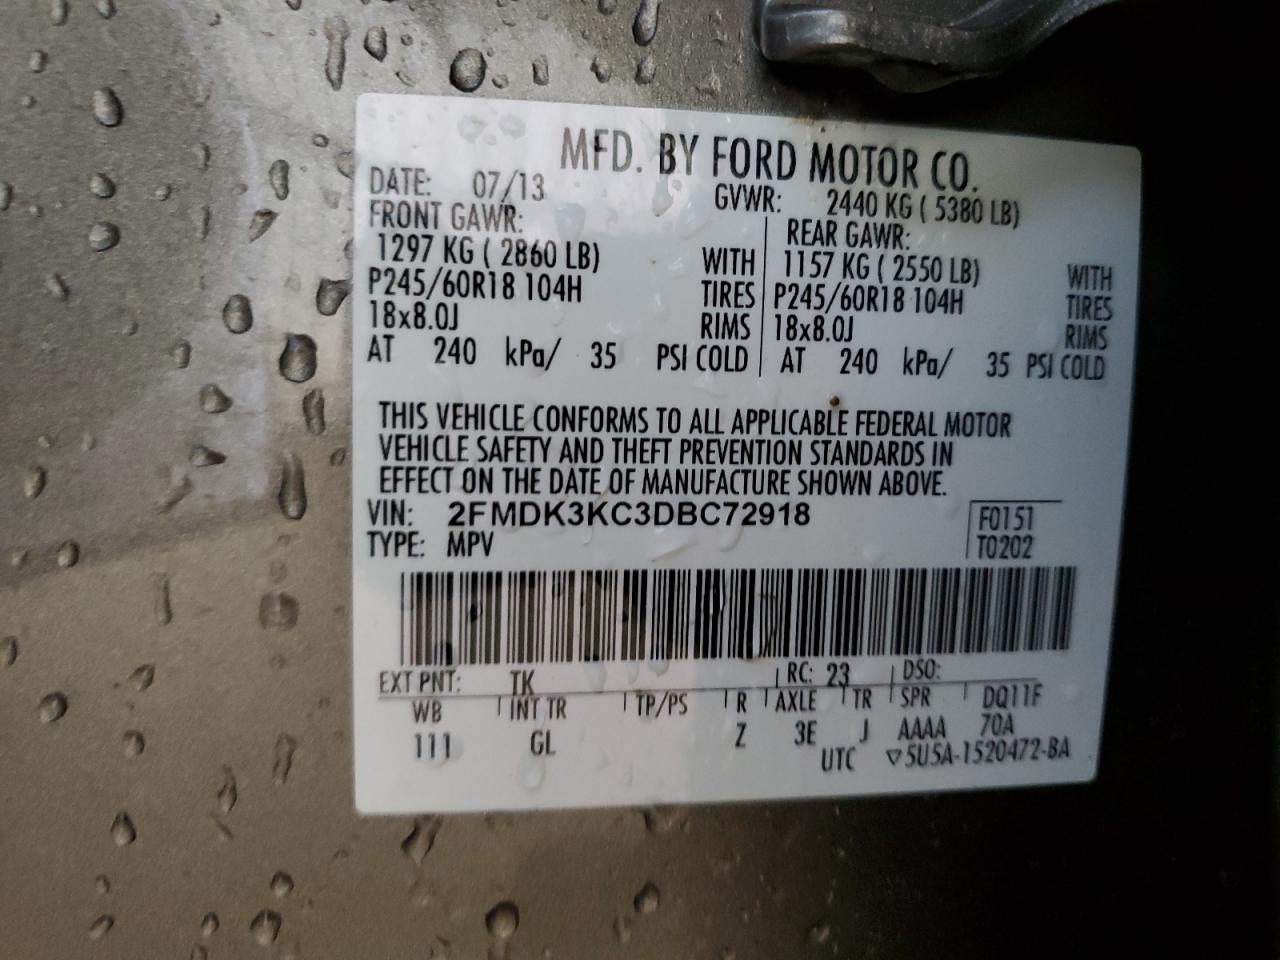 MFD. BY FORD MOTOR CO.
DATE: 07/13 GVWR: 2440 KG ( 5380 LB)
FRONT GAWR: REAR GAWR:
1297 KG ( 2860 LB) WITH 1157 KG ( 2550 LB) WITH
P245/60R18 104H TIRES P245/60R18 104H TIRES
18x8.0J RIMS 18x8.0J RIMS
AT 240 kPa/ 35 PSI COLD AT 240 kPa/ 35 PSI COLD
THIS VEHICLE CONFORMS TO ALL APPLICABLE FEDERAL MOTOR
VEHICLE SAFETY AND THEFT PREVENTION STANDARDS IN
EFFECT ON THE DATE OF MANUFACTURE SHOWN ABOVE.
VIN: 2FMDK3KC3DBC72918 F0151
TYPE: MPV T0202
EXT PNT: TK RC: 23 DSO:
WB INT TR TP/PS R AXLE TR SPR DQ11F
111 GL Z 3E J AAAA 70A
UTC ▽5U5A-1520472-BA